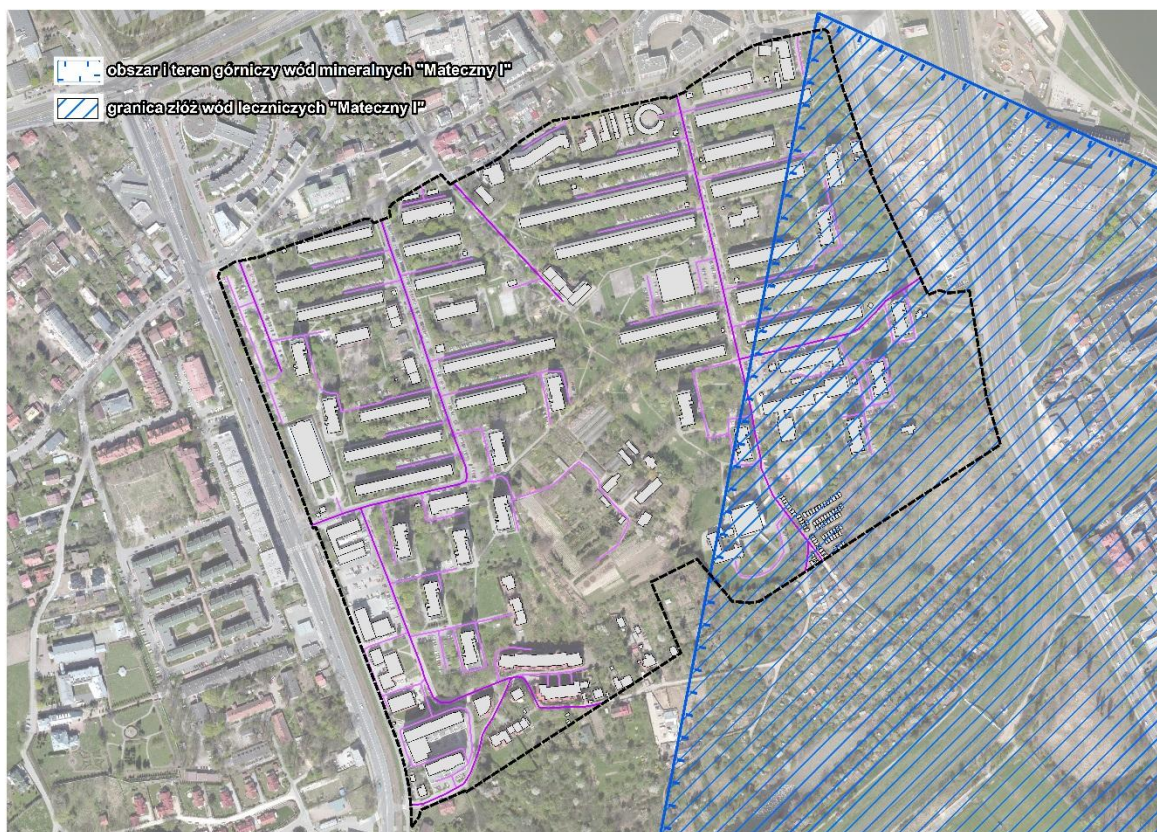 obszar i teren górniczy wód mineralnych "Mateczny I"
granica złóż wód leczniczych "Mateczny I"